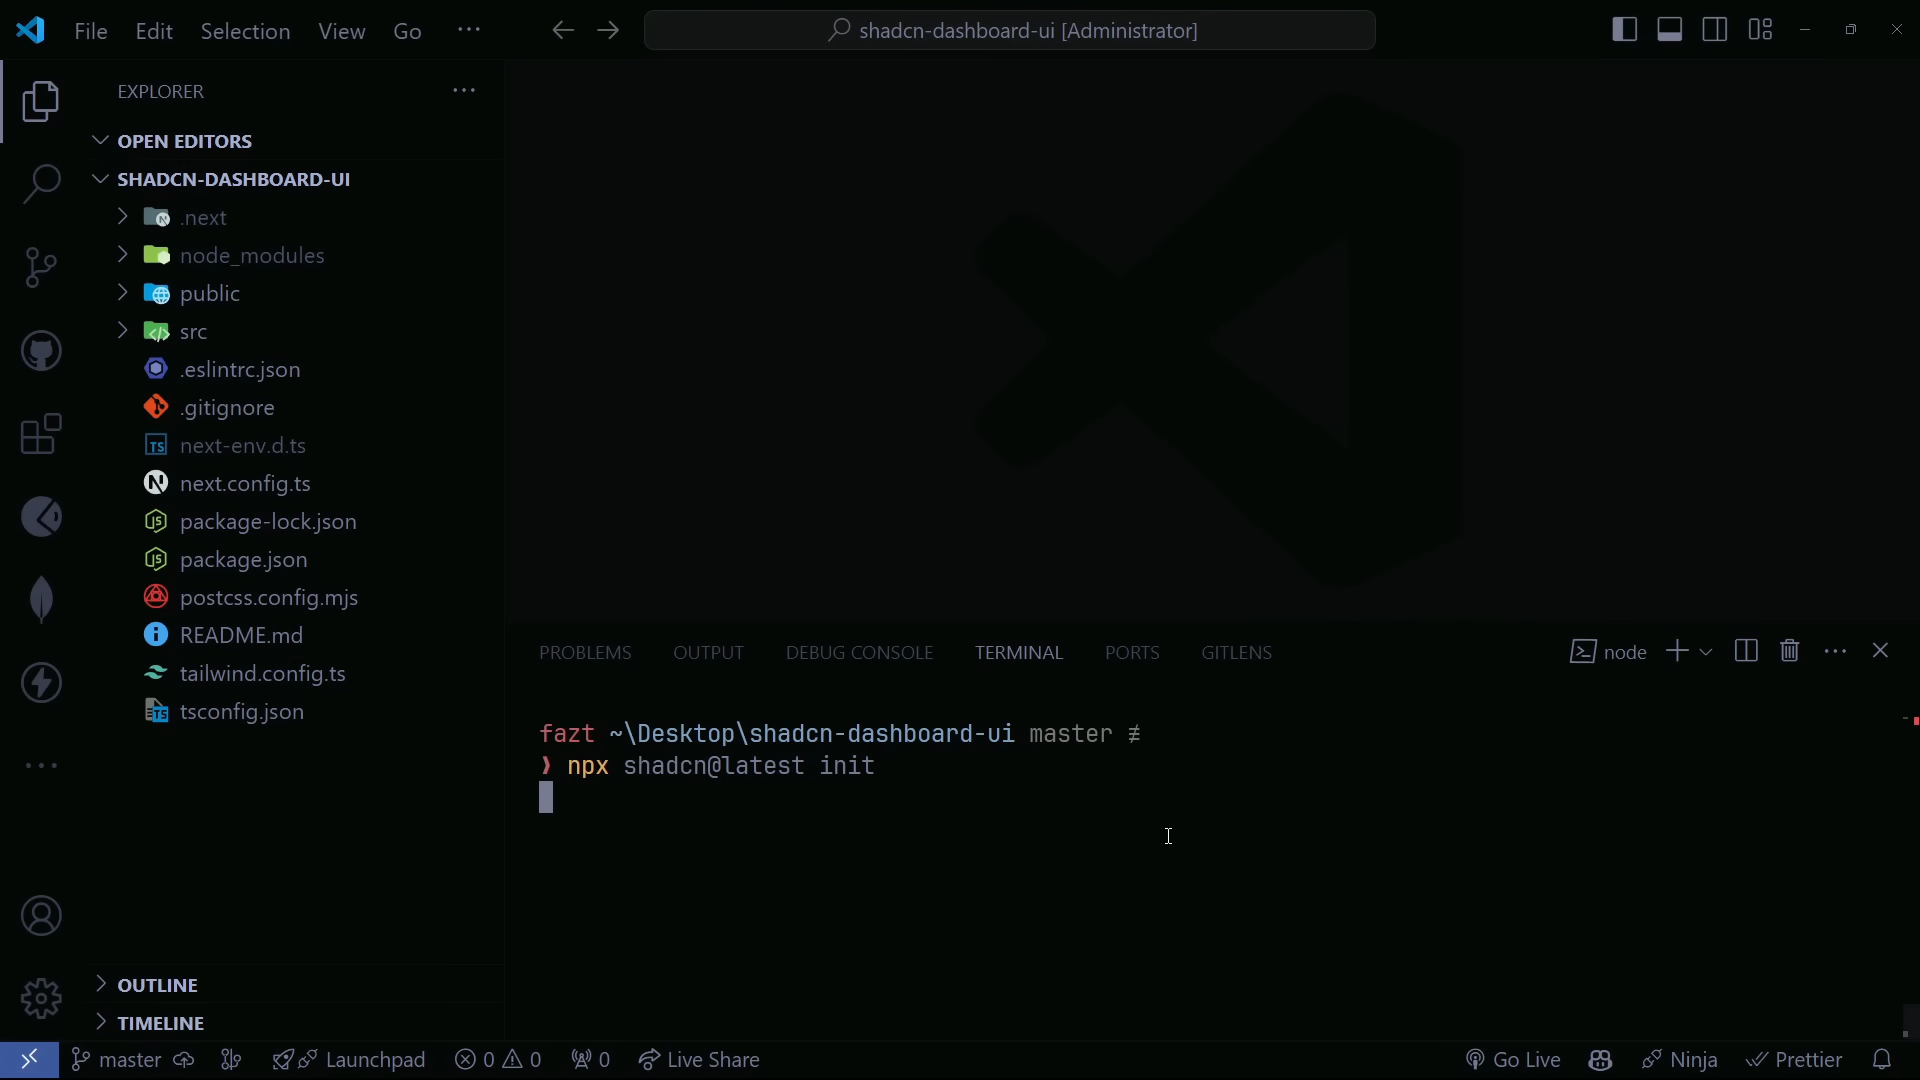 File Edit Selection View Go ...
shadcn-dashboard-ui [Administrator]
EXPLORER
OPEN EDITORS
SHADCN-DASHBOARD-UI
.next
node_modules
public
src
.eslintrc.json
.gitignore
next-env.d.ts
next.config.ts
package-lock.json
package.json
postcss.config.mjs
README.md
tailwind.config.ts
tsconfig.json
OUTLINE
TIMELINE
PROBLEMS OUTPUT DEBUG CONSOLE TERMINAL PORTS GITLENS
node
fazt ~\Desktop\shadcn-dashboard-ui master ≢
❯ npx shadcn@latest init
master Launchpad 0 0 0 Live Share Go Live Ninja Prettier